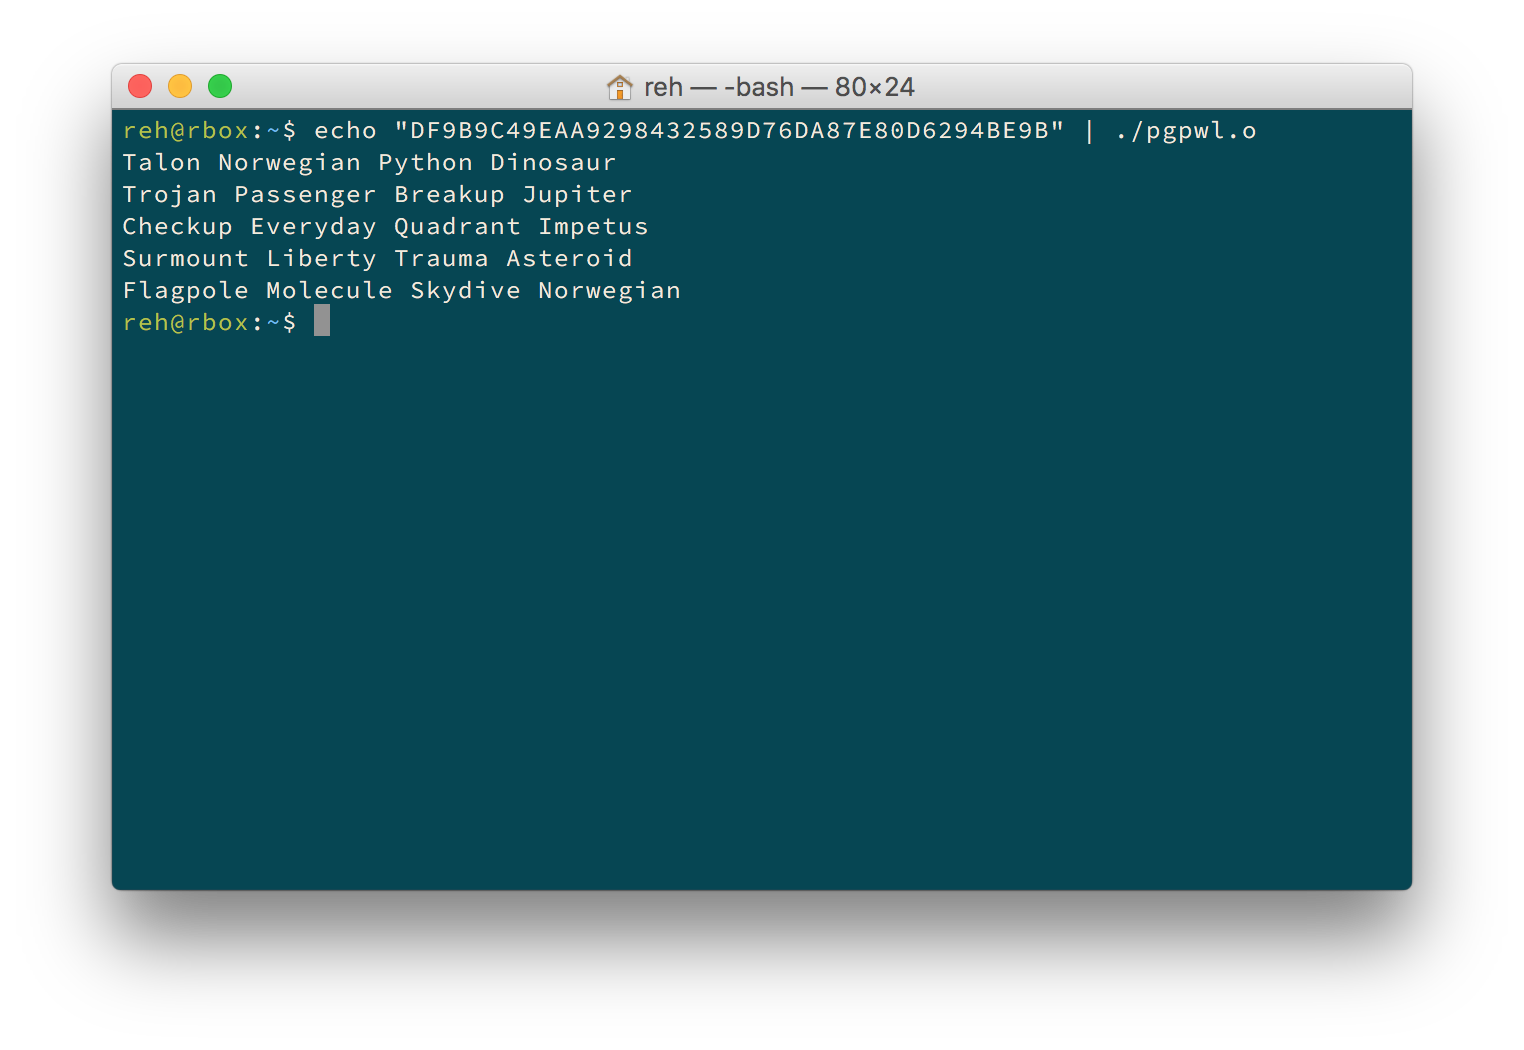 reh — -bash — 80×24
reh@rbox:~$ echo "DF9B9C49EAA9298432589D76DA87E80D6294BE9B" | ./pgpwl.o
Talon Norwegian Python Dinosaur
Trojan Passenger Breakup Jupiter
Checkup Everyday Quadrant Impetus
Surmount Liberty Trauma Asteroid
Flagpole Molecule Skydive Norwegian
reh@rbox:~$